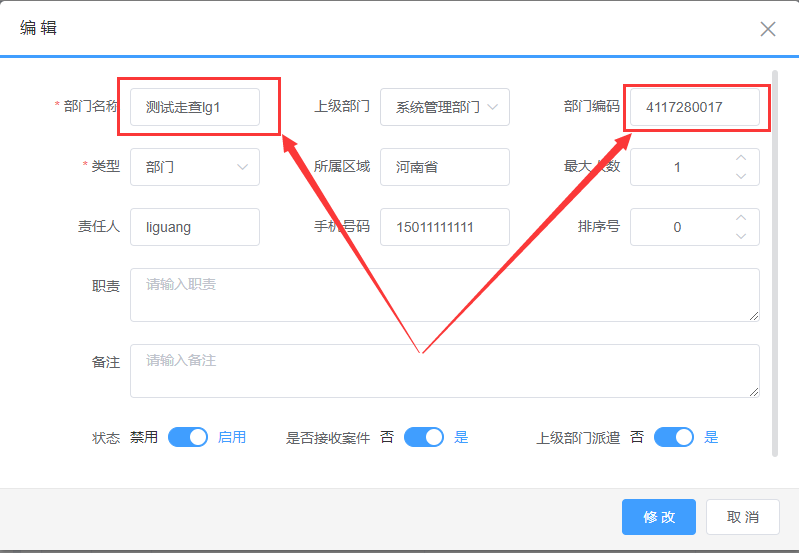 编 辑
* 部门名称 测试走查lg1 上级部门 系统管理部门 部门编码 4117280017
* 类型 部门 所属区域 河南省 最大人数 1
责任人 liguang 手机号码 15011111111 排序号 0
职责 请输入职责
备注 请输入备注
状态 禁用 启用 是否接收案件 否 是 上级部门派遣 否 是
修 改 取 消